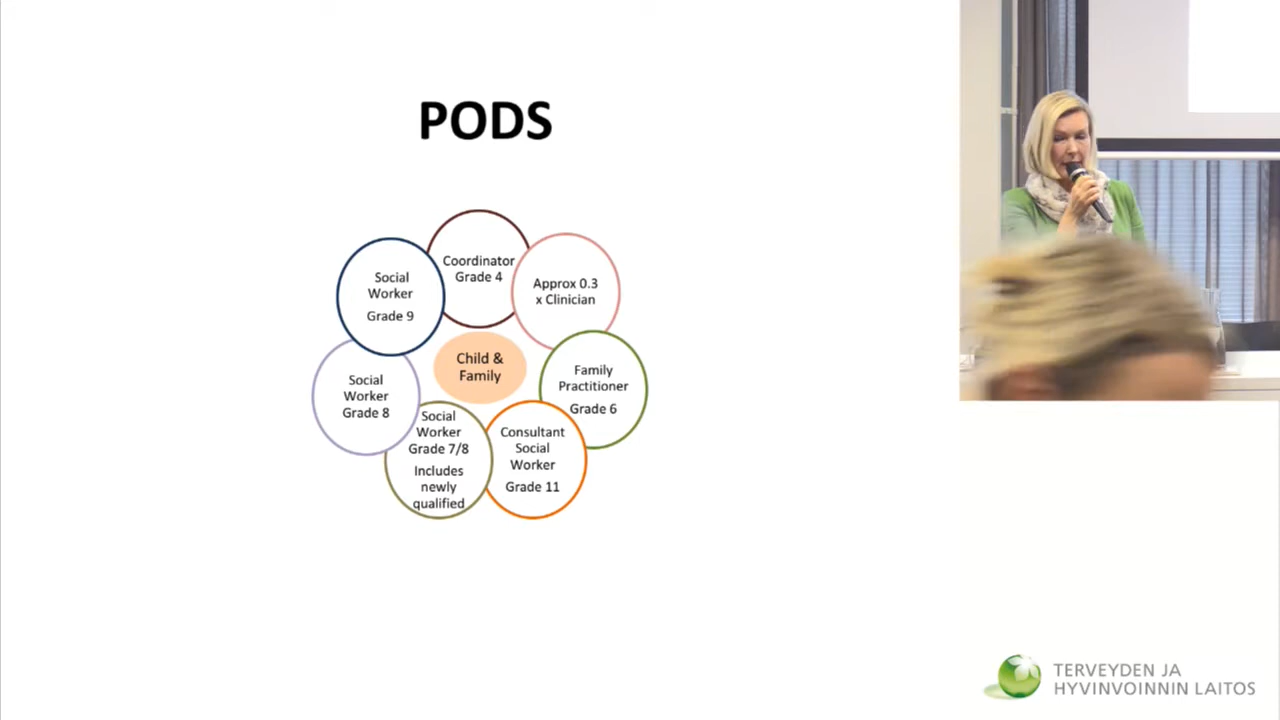 PODS
Coordinator
Grade 4
Approx 0.3
x Clinician
Family
Practitioner
Grade 6
Consultant
Social
Worker
Grade 11
Social
Worker
Grade 7/8
Includes
newly
qualified
Social
Worker
Grade 8
Social
Worker
Grade 9
Child &
Family
TERVEYDEN JA
HYVINVOINNIN LAITOS